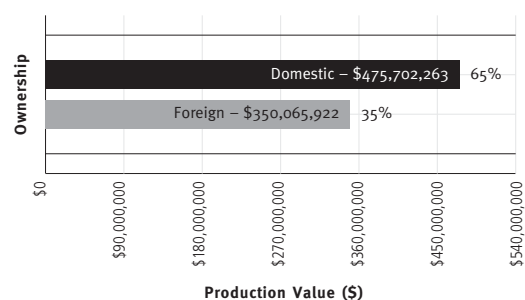 Ownership
Domestic – $475,702,263 65%
Foreign – $350,065,922 35%
$0
$90,000,000
$180,000,000
$270,000,000
$360,000,000
$450,000,000
$540,000,000
Production Value ($)